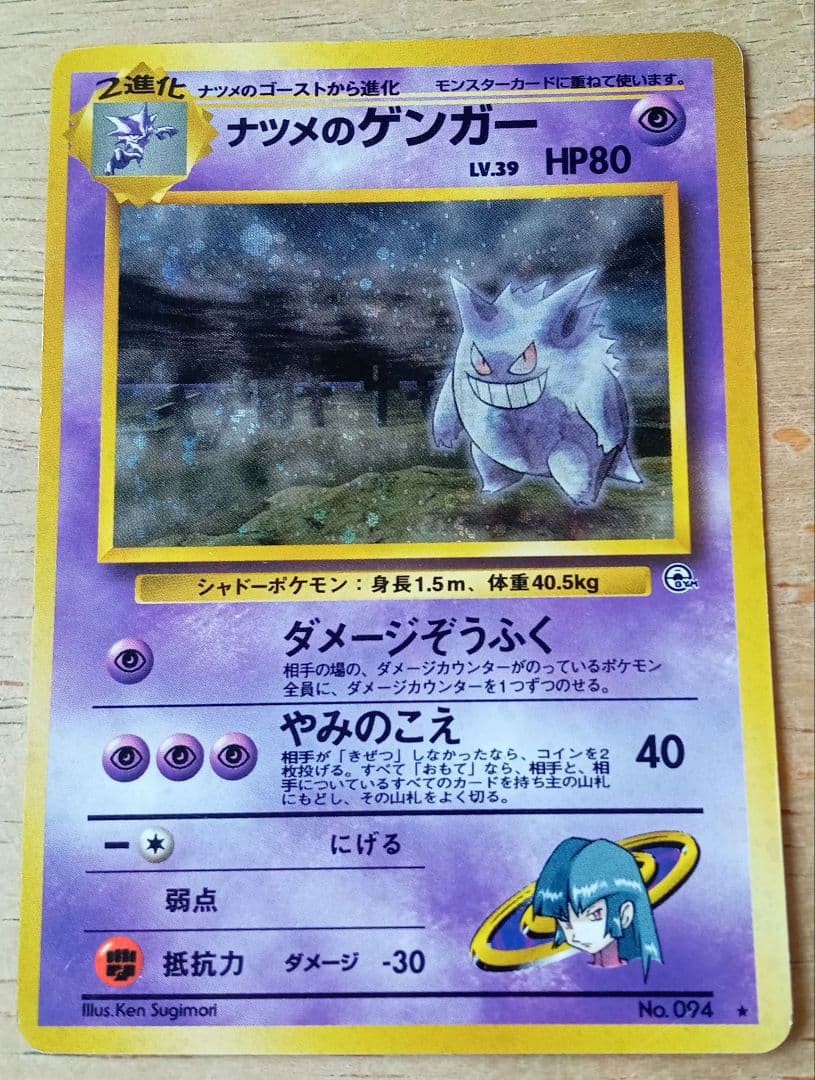 2進化 ナツメのゴーストから進化 モンスターカードに重ねて使います。
ナツメのゲンガー
LV.39 HP80
シャドーポケモン：身長1.5m、体重40.5kg
GYM
ダメージぞうふく
相手の場の、ダメージカウンターがのっているポケモン
全員に、ダメージカウンターを1つずつのせる。
やみのこえ
40
相手が「きぜつ」しなかったなら、コインを2
枚投げる。すべて「おもて」なら、相手と、相
手についているすべてのカードを持ち主の山札
にもどし、その山札をよく切る。
にげる
弱点
抵抗力 ダメージ -30
Illus. Ken Sugimori No. 094 ★